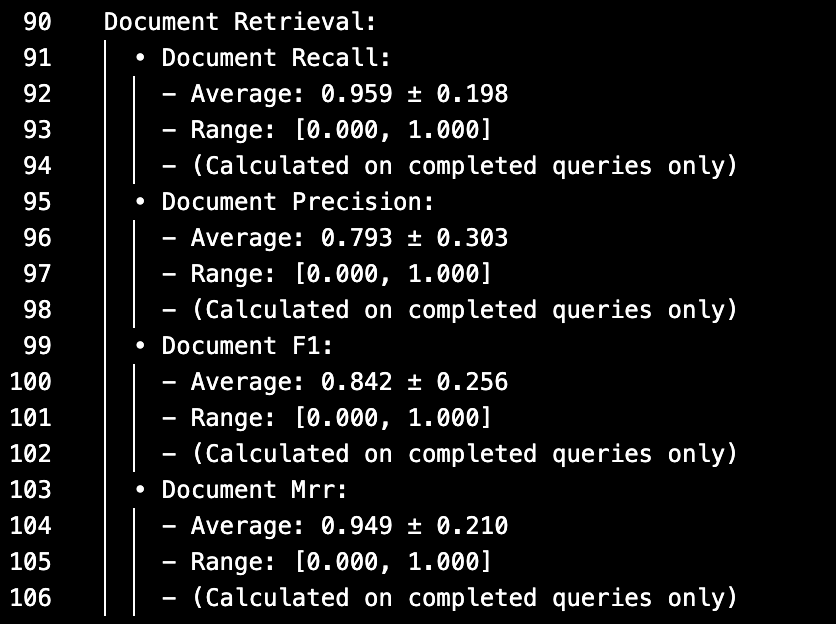 90 Document Retrieval:
91 • Document Recall:
92 – Average: 0.959 ± 0.198
93 – Range: [0.000, 1.000]
94 – (Calculated on completed queries only)
95 • Document Precision:
96 – Average: 0.793 ± 0.303
97 – Range: [0.000, 1.000]
98 – (Calculated on completed queries only)
99 • Document F1:
100 – Average: 0.842 ± 0.256
101 – Range: [0.000, 1.000]
102 – (Calculated on completed queries only)
103 • Document Mrr:
104 – Average: 0.949 ± 0.210
105 – Range: [0.000, 1.000]
106 – (Calculated on completed queries only)